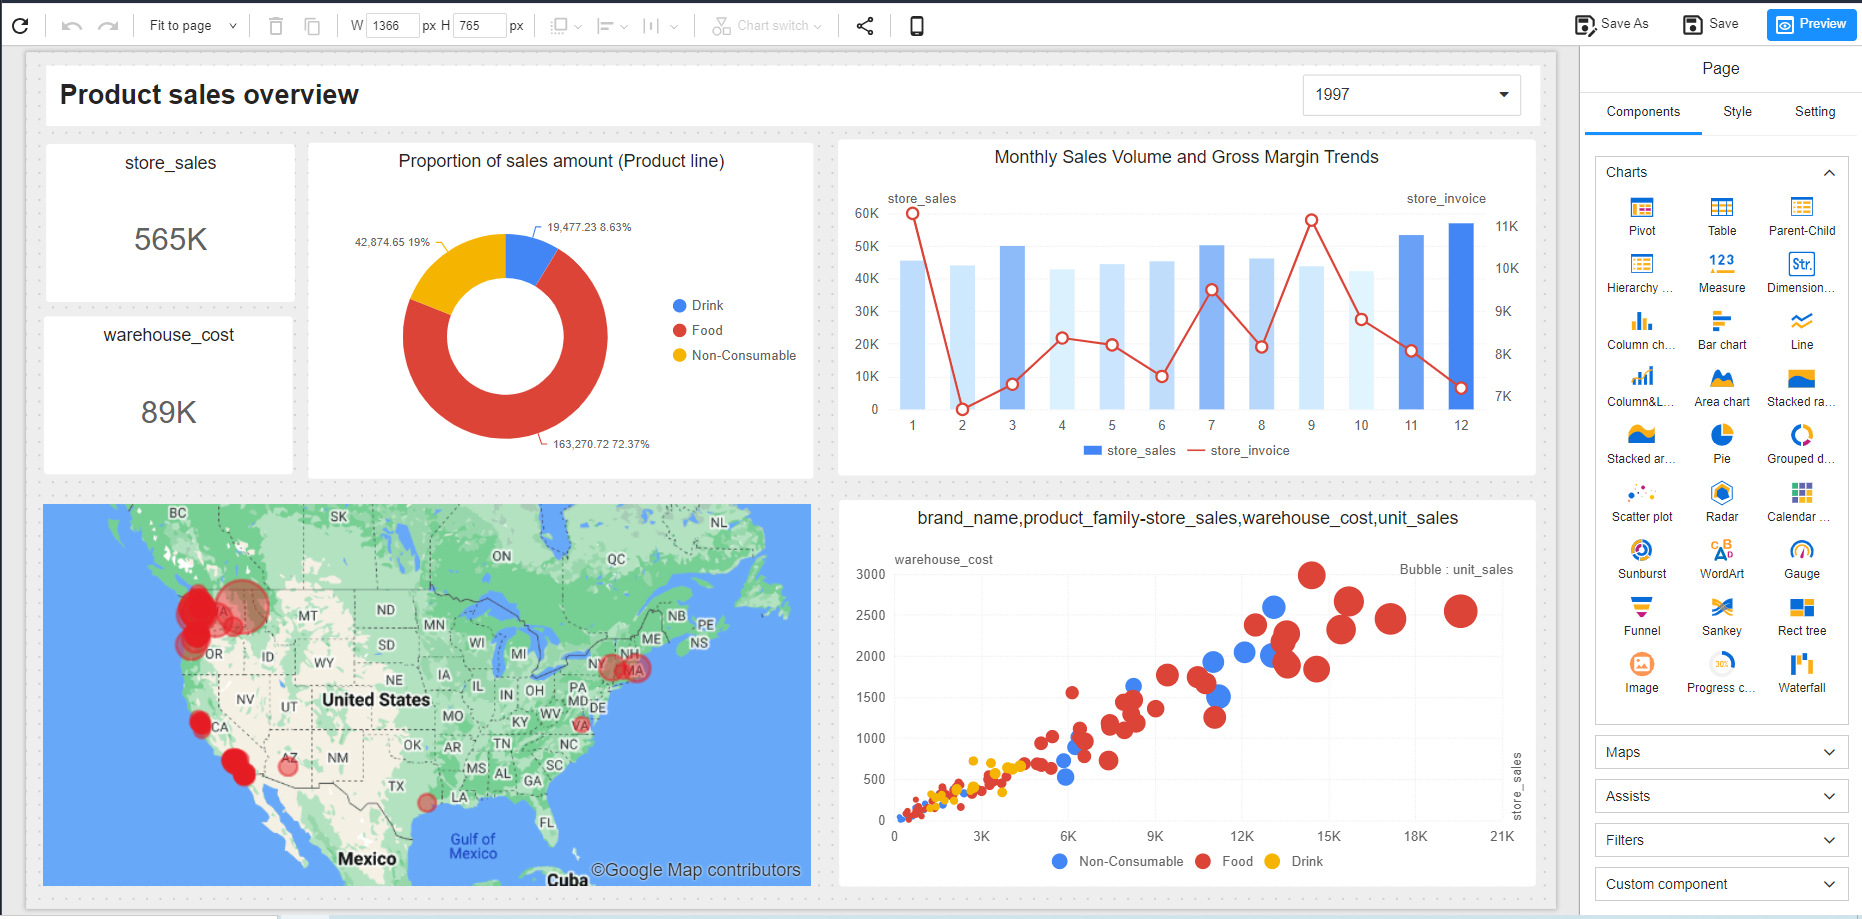 Fit to page
W 1366 px H 765 px
Chart switch
Save As
Save
Preview
Product sales overview
1997
store_sales
565K
warehouse_cost
89K
Proportion of sales amount (Product line)
19,477.23 8.63%
42,874.65 19%
163,270.72 72.37%
Drink
Food
Non-Consumable
Monthly Sales Volume and Gross Margin Trends
store_sales
store_invoice
60K
50K
40K
30K
20K
10K
0
11K
10K
9K
8K
7K
1 2 3 4 5 6 7 8 9 10 11 12
store_sales store_invoice
BC
SK
NL
ON
QC
MT
ND
MN
NB
PE
NS
ME
OR
ID
WY
SD
WI
MI
NY
NH
MA
NE
IA
NV
UT
United States
IL
IN
OH
PA
MD
DE
CA
MO
KY
WV
VA
AZ
NM
OK
AR
TN
NC
MS
AL
SC
GA
TX
LA
FL
Gulf of
Mexico
Mexico
Cuba
©Google Map contributors
brand_name,product_family-store_sales,warehouse_cost,unit_sales
warehouse_cost
Bubble : unit_sales
3000
2500
2000
1500
1000
500
0
store_sales
0 3K 6K 9K 12K 15K 18K 21K
Non-Consumable Food Drink
Page
Components Style Setting
Charts
Pivot Table Parent-Child
123 Str.
Hierarchy ... Measure Dimension...
Column ch... Bar chart Line
Column&L... Area chart Stacked ra...
Stacked ar... Pie Grouped d...
Scatter plot Radar Calendar ...
Sunburst WordArt Gauge
Funnel Sankey Rect tree
30%
Image Progress c... Waterfall
Maps
Assists
Filters
Custom component